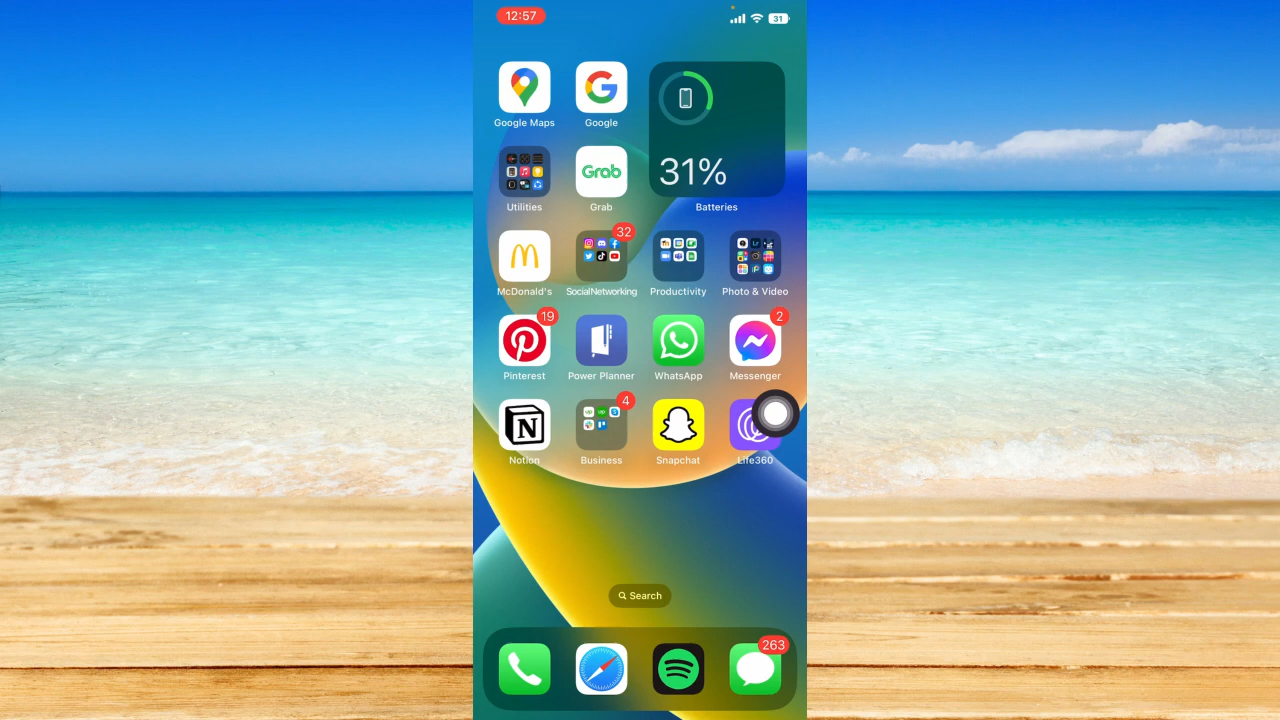 12:57
31
Google Maps
Google
31%
Utilities
Grab
Grab
Batteries
32
McDonald's
SocialNetworking
Productivity
Photo & Video
19
2
Pinterest
Power Planner
WhatsApp
Messenger
4
N
Notion
Business
Snapchat
Life360
Search
263